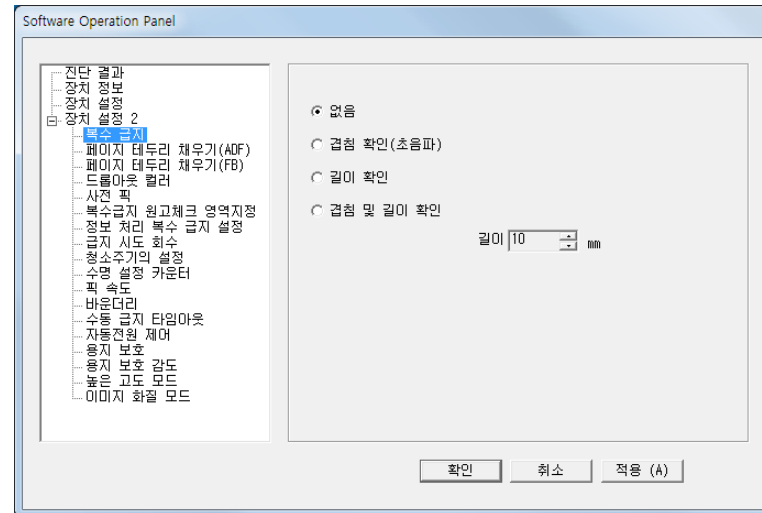 Software Operation Panel
진단 결과
장치 정보
장치 설정
장치 설정 2
복수 급지
페이지 테두리 채우기(ADF)
페이지 테두리 채우기(FB)
드롭아웃 컬러
사전 픽
복수급지 원고체크 영역지정
정보 처리 복수 급지 설정
급지 시도 회수
청소주기의 설정
수명 설정 카운터
픽 속도
바운더리
수동 급지 타임아웃
자동전원 제어
용지 보호
용지 보호 감도
높은 고도 모드
이미지 화질 모드
없음
겹침 확인(초음파)
길이 확인
겹침 및 길이 확인
길이 10 mm
확인 취소 적용 (A)